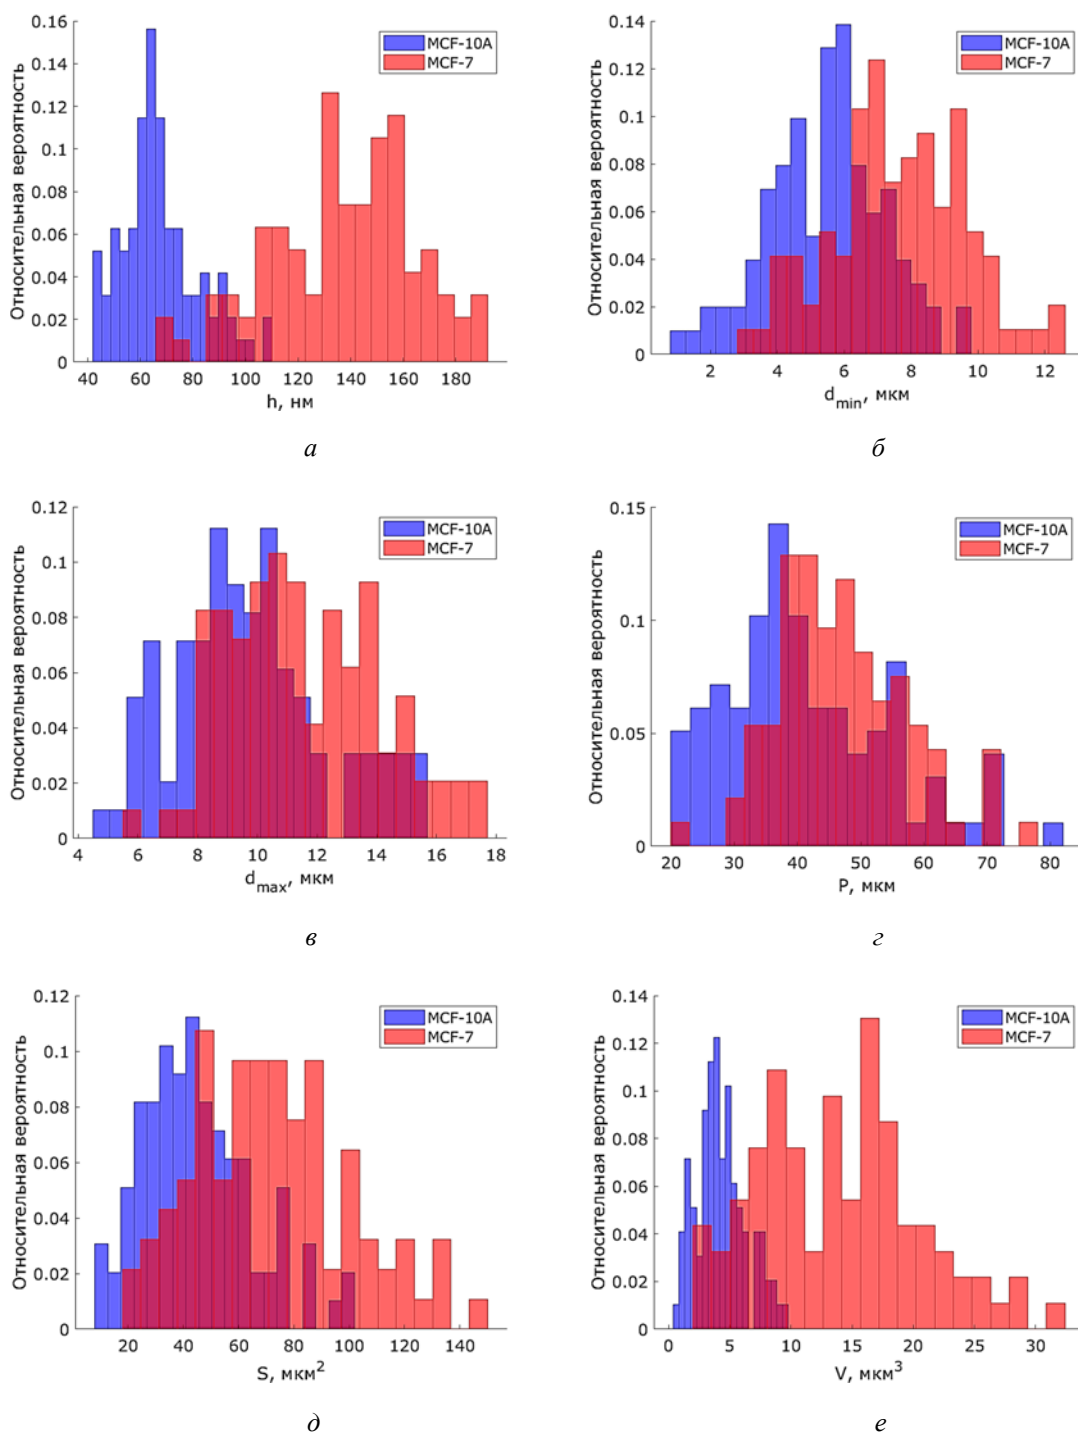 0.16
0.14
0.12
0.1
0.08
0.06
0.04
0.02
0
Относительная вероятность
MCF-10A
MCF-7
40 60 80 100 120 140 160 180
h, нм
а
0.14
0.12
0.1
0.08
0.06
0.04
0.02
0
Относительная вероятность
MCF-10A
MCF-7
2 4 6 8 10 12
d_min, мкм
б
0.12
0.1
0.08
0.06
0.04
0.02
0
Относительная вероятность
MCF-10A
MCF-7
4 6 8 10 12 14 16 18
d_max, мкм
в
0.15
0.1
0.05
0
Относительная вероятность
MCF-10A
MCF-7
20 30 40 50 60 70 80
P, мкм
г
0.12
0.1
0.08
0.06
0.04
0.02
0
Относительная вероятность
MCF-10A
MCF-7
20 40 60 80 100 120 140
S, мкм²
д
0.14
0.12
0.1
0.08
0.06
0.04
0.02
0
Относительная вероятность
MCF-10A
MCF-7
0 5 10 15 20 25 30
V, мкм³
е